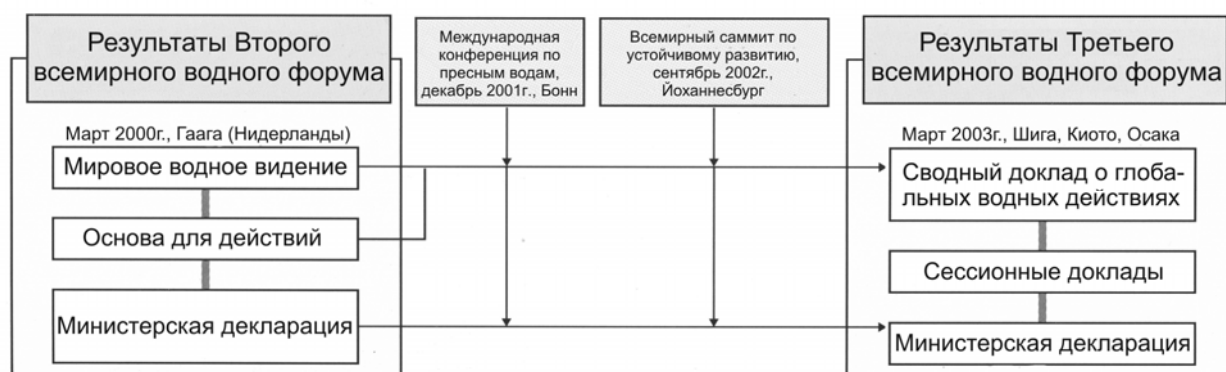 Результаты Второго
всемирного водного форума
Международная
конференция по
пресным водам,
декабрь 2001г., Бонн
Всемирный саммит по
устойчивому развитию,
сентябрь 2002г.,
Йоханнесбург
Результаты Третьего
всемирного водного форума
Март 2000г., Гаага (Нидерланды)
Мировое водное видение
Основа для действий
Министерская декларация
Март 2003г., Шига, Киото, Осака
Сводный доклад о глоба-
льных водных действиях
Сессионные доклады
Министерская декларация